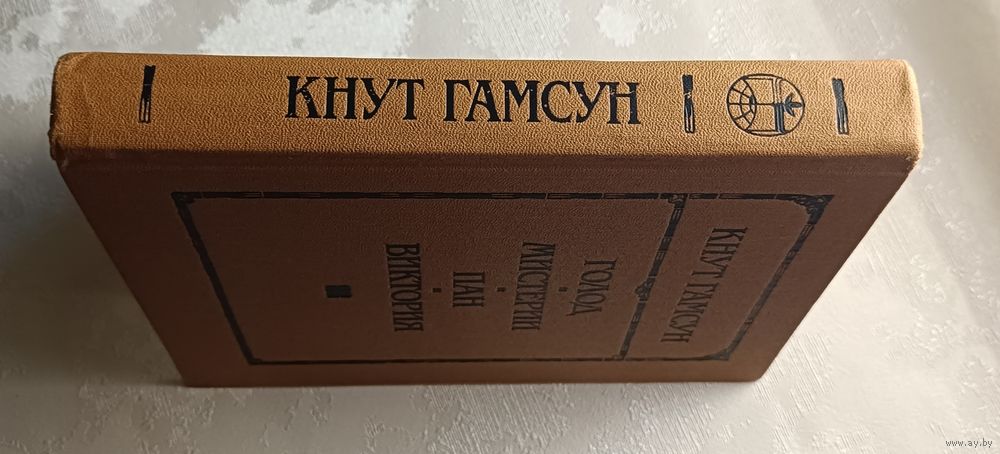 КНУТ ГАМСУН
КНУТ ГАМСУН
ГОЛОД
МИСТЕРИИ
ПАН
ВИКТОРИЯ
www.ay.by